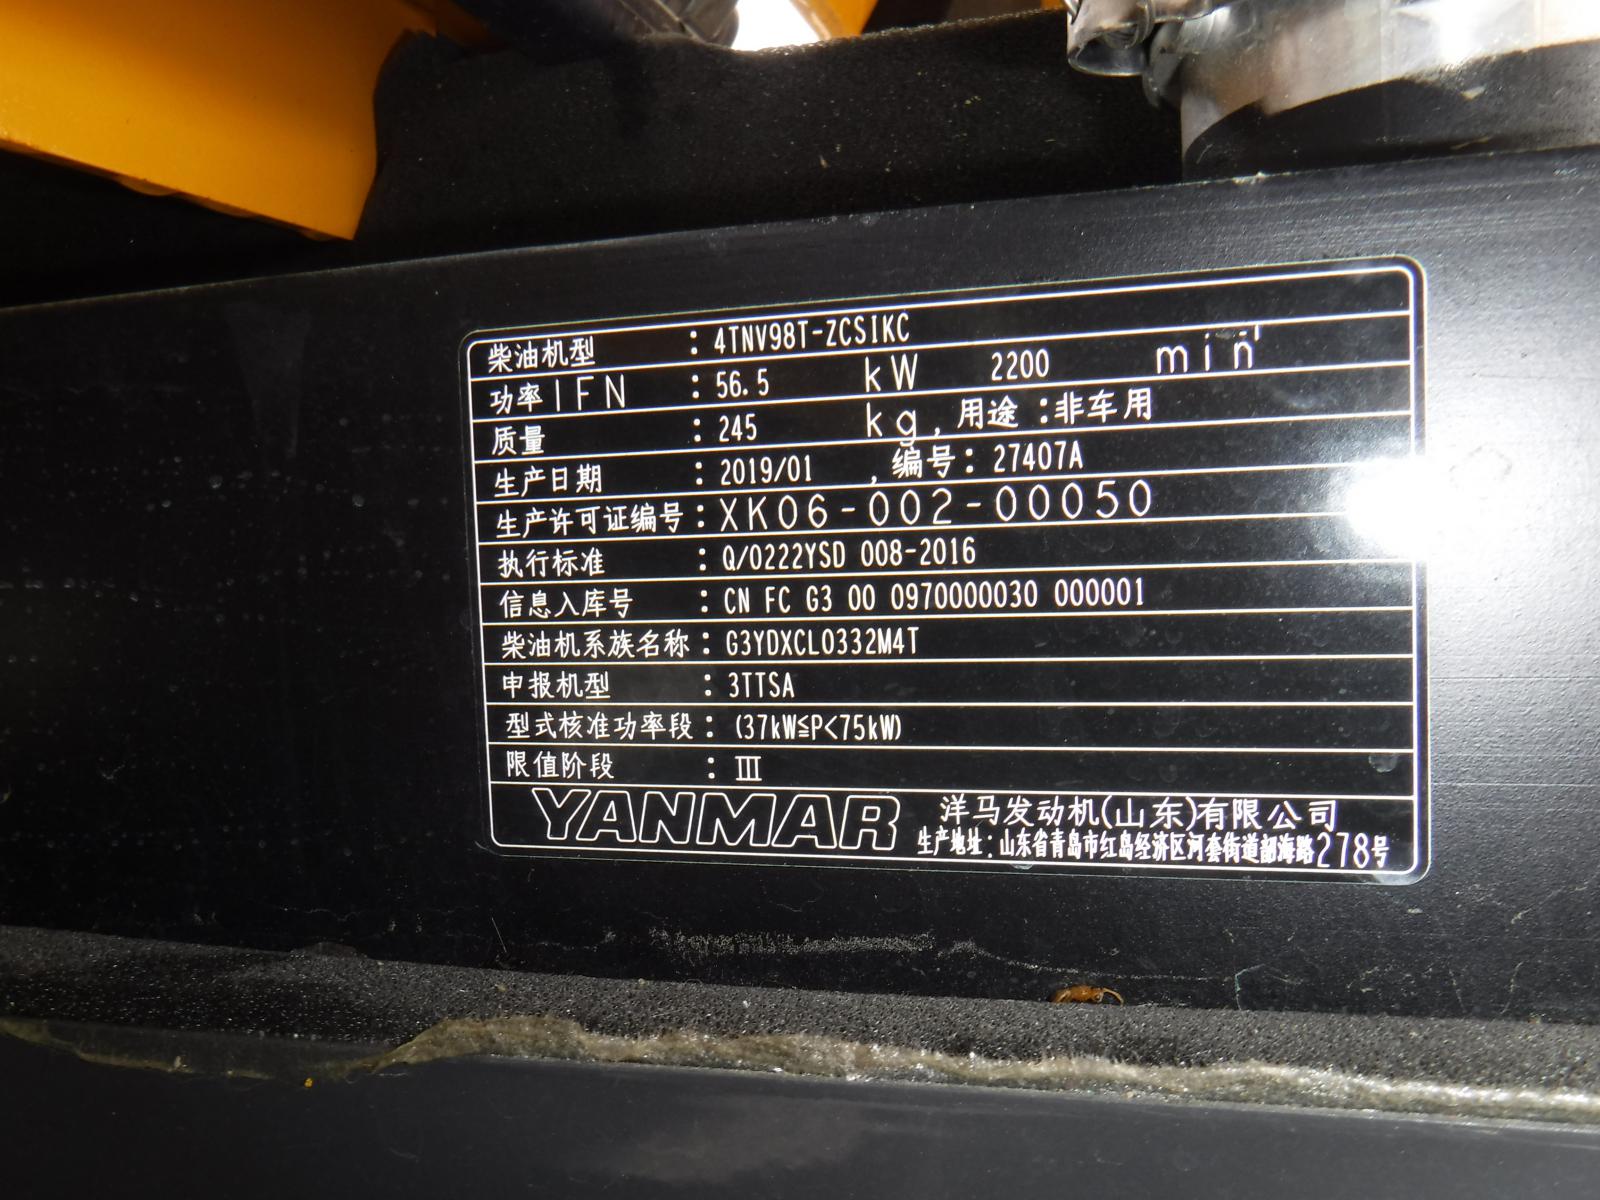 柴油机型 : 4TNV98T-ZCSIKC
功率IFN : 56.5 kW 2200 min⁻¹
质量 : 245 kg, 用途 :非车用
生产日期 : 2019/01 , 编号: 27407A
生产许可证编号: XK06-002-00050
执行标准 : Q/0222YSD 008-2016
信息入库号 : CN FC G3 00 0970000030 000001
柴油机系族名称: G3YDXCL0332M4T
申报机型 : 3TTSA
型式核准功率段: (37kW≦P<75kW)
限值阶段 : III
YANMAR 洋马发动机(山东)有限公司
生产地址: 山东省青岛市红岛经济区河套街道韶海路278号